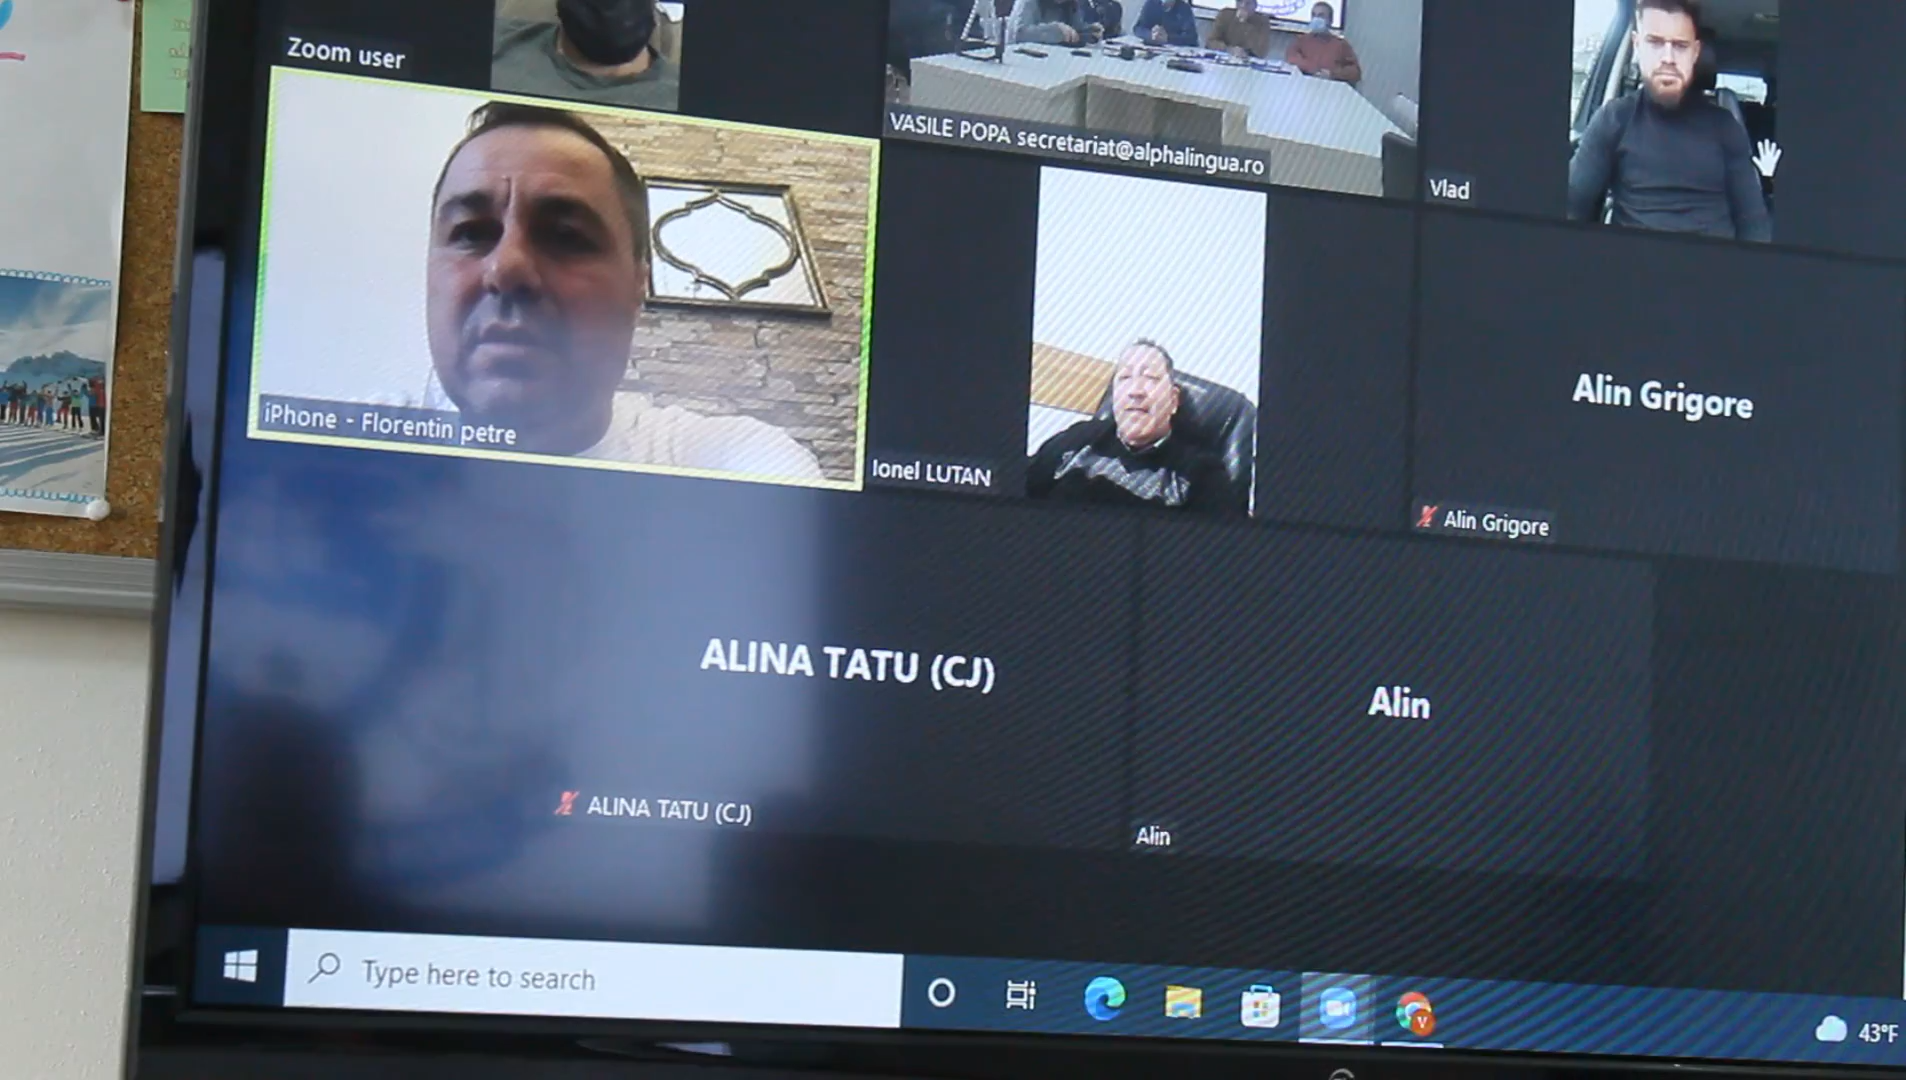 Zoom user
VASILE POPA secretariat@alphalingua.ro
Vlad
iPhone - Florentin petre
Ionel LUTAN
Alin Grigore
Alin Grigore
ALINA TATU (CJ)
Alin
ALINA TATU (CJ)
Alin
Type here to search
V
43°F